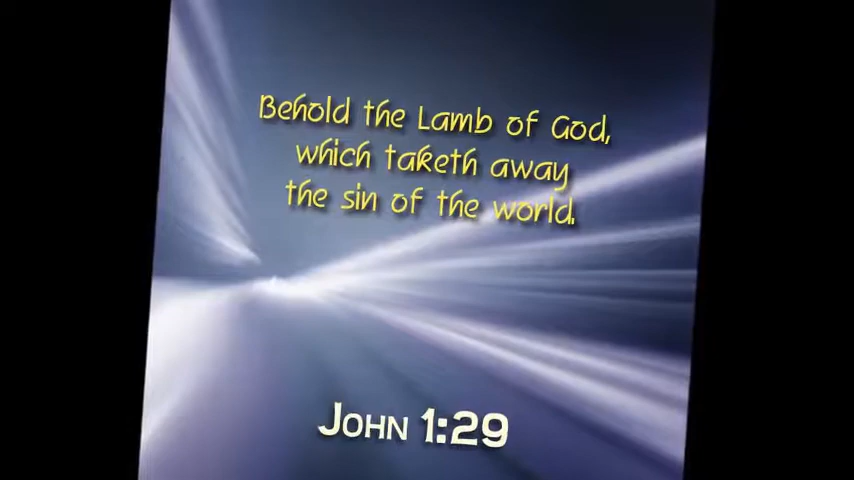 Behold the Lamb of God,
which taketh away
the sin of the world.
John 1:29